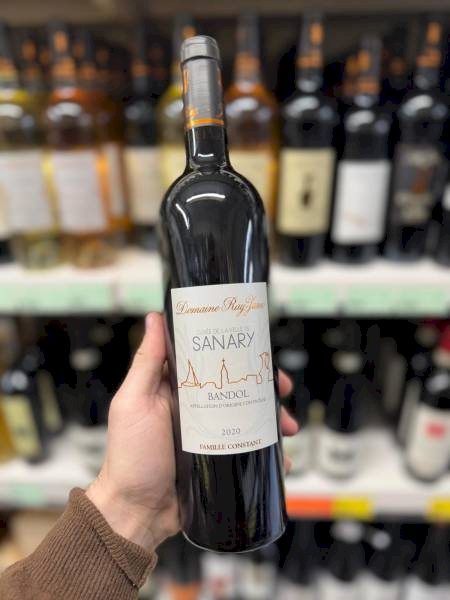 Domaine Ray-Jane
CUVÉE DE LA VILLE DE
SANARY
BANDOL
APPELLATION D'ORIGINE CONTRÔLÉE
2020
FAMILLE CONSTANT